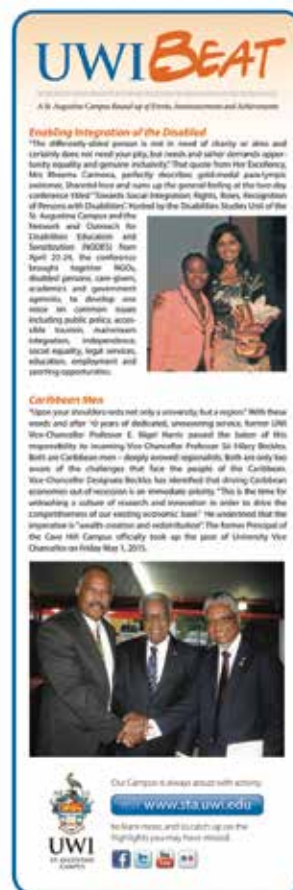 UWI BEAT
A St. Augustine Campus Round-up of Events, Announcements and Achievements
Enabling Integration of the Disabled
"The differently-abled person is not in need of charity or alms and
certainly does not need your pity, but needs and rather demands oppor-
tunity equality and genuine inclusivity." That quote from Her Excellency,
Mrs Reema Carmona, perfectly describes gold-medal para-lympic
swimmer, Shanntol Ince and sums up the general feeling at the two-day
conference titled "Towards Social Integration: Rights, Roles, Recognition
of Persons with Disabilities". Hosted by the Disabilities Studies Unit of the
St. Augustine Campus and the
Network and Outreach for
Disabilities Education and
Sensitization (NODES) from
April 23-24, the conference
brought together NGOs,
disabled persons, care-givers,
academics and government
agencies, to develop one
voice on common issues
including public policy, acces-
sible tourism, mainstream
integration, independence,
social equality, legal services,
education, employment and
sporting opportunities.
Caribbean Men
"Upon your shoulders rests not only a university, but a region." With these
words and after 10 years of dedicated, unwavering service, former UWI
Vice-Chancellor Professor E. Nigel Harris passed the baton of this
responsibility to incoming Vice-Chancellor Professor Sir Hilary Beckles.
Both are Caribbean men – deeply avowed regionalists. Both are only too
aware of the challenges that face the people of the Caribbean.
Vice-Chancellor Designate Beckles has identified that driving Caribbean
economies out of recession is an immediate priority. "This is the time for
unleashing a culture of research and innovation in order to drive the
competitiveness of our existing economic base." He understood that the
imperative is "wealth creation and redistribution". The former Principal of
the Cave Hill Campus officially took up the post of University Vice
Chancellor on Friday May 1, 2015.
Our Campus is always abuzz with activity.
www.sta.uwi.edu
to learn more, and to catch up on the
highlights you may have missed.
UWI
ST. AUGUSTINE
CAMPUS